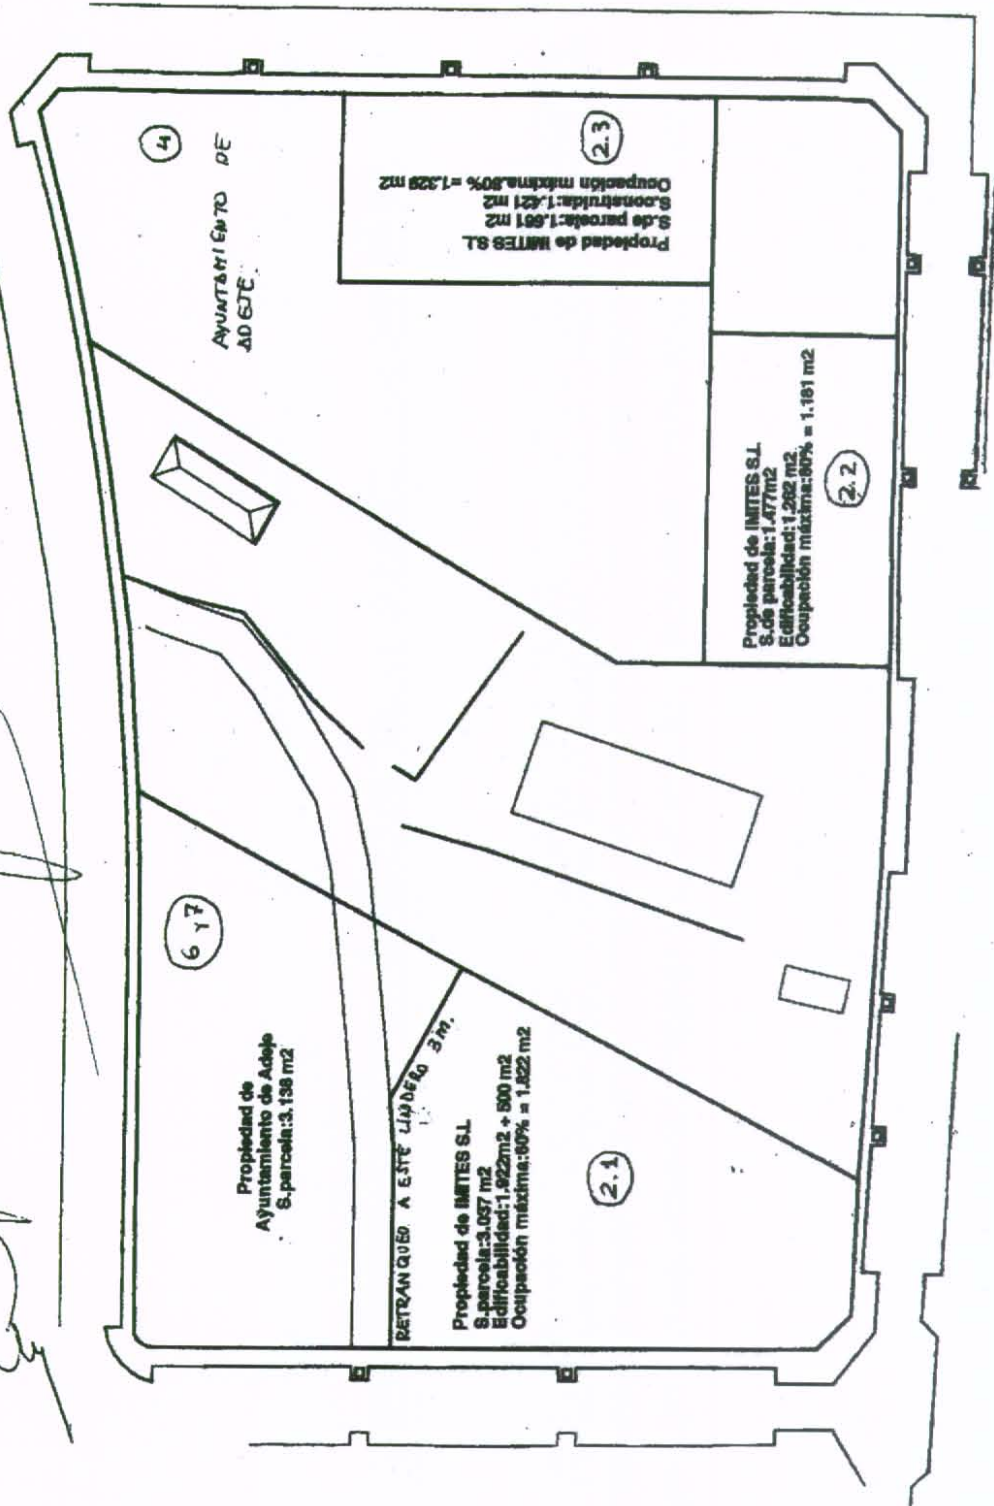 4
AYUNTAMIENTO DE
ADEJE
2.3
Propiedad de IMITES S.L
S.de parcela:1.661 m2
S.construida:1.421 m2
Ocupación máxima.80% =1.329 m2
Propiedad de IMITES S.L.
S.de parcela:1.477m2
Edificabilidad:1.262 m2
Ocupación máxima:80% = 1.181 m2
2.2
6 y 7
Propiedad de
Ayuntamiento de Adeje
S.parcela:3.138 m2
RETRANQUEO A ESTE LINDERO 3m.
Propiedad de IMITES S.L
S.parcela:3.037 m2
Edificabilidad:1.922m2 + 500 m2
Ocupación máxima:60% = 1.822 m2
2.1